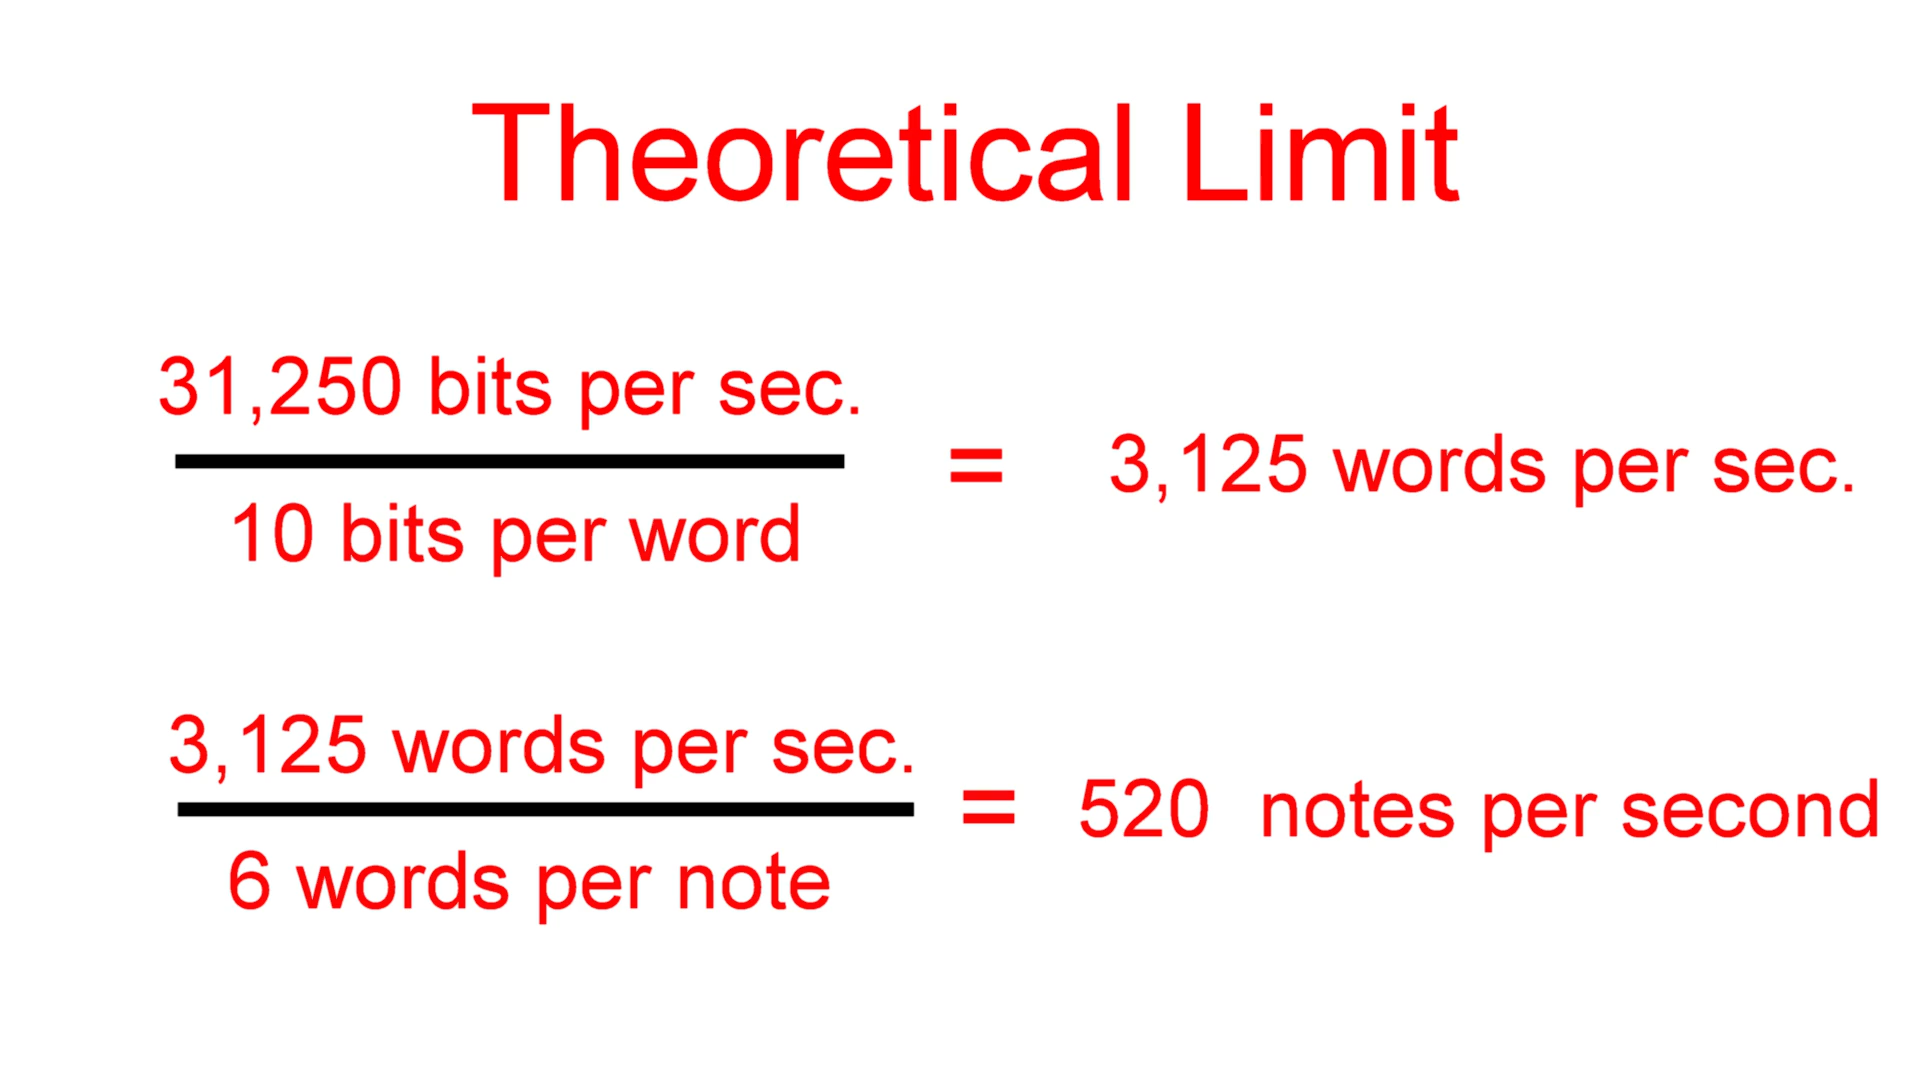 Theoretical Limit
31,250 bits per sec.
10 bits per word
= 3,125 words per sec.
3,125 words per sec.
6 words per note
= 520 notes per second